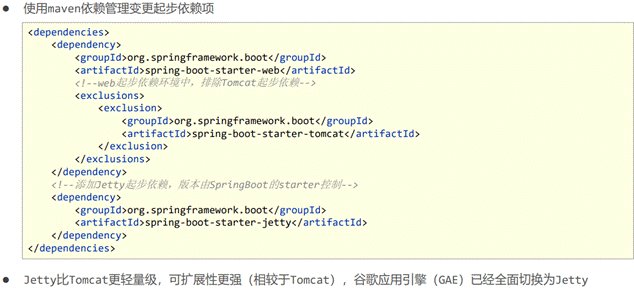 使用maven依赖管理变更起步依赖项
<dependencies>
    <dependency>
        <groupId>org.springframework.boot</groupId>
        <artifactId>spring-boot-starter-web</artifactId>
        <!--web起步依赖环境中，排除Tomcat起步依赖-->
        <exclusions>
            <exclusion>
                <groupId>org.springframework.boot</groupId>
                <artifactId>spring-boot-starter-tomcat</artifactId>
            </exclusion>
        </exclusions>
    </dependency>
    <!--添加Jetty起步依赖，版本由SpringBoot的starter控制-->
    <dependency>
        <groupId>org.springframework.boot</groupId>
        <artifactId>spring-boot-starter-jetty</artifactId>
    </dependency>
</dependencies>
Jetty比Tomcat更轻量级，可扩展性更强（相较于Tomcat），谷歌应用引擎（GAE）已经全面切换为Jetty